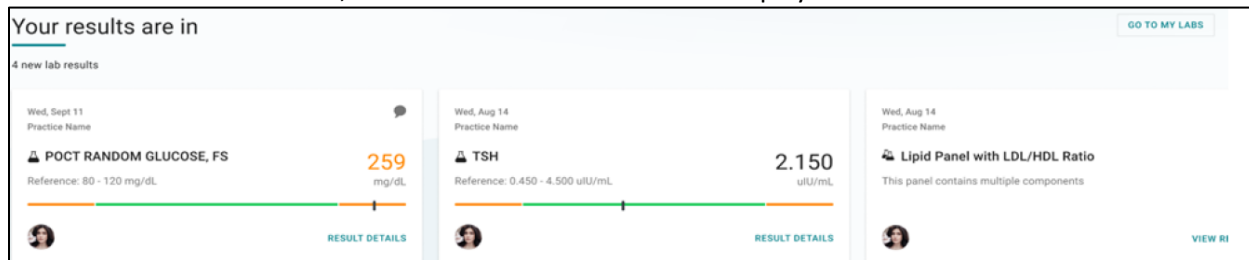 Your results are in
GO TO MY LABS
4 new lab results
Wed, Sept 11
Practice Name
POCT RANDOM GLUCOSE, FS
259
Reference: 80 - 120 mg/dL
mg/dL
RESULT DETAILS
Wed, Aug 14
Practice Name
TSH
2.150
Reference: 0.450 - 4.500 uIU/mL
uIU/mL
RESULT DETAILS
Wed, Aug 14
Practice Name
Lipid Panel with LDL/HDL Ratio
This panel contains multiple components
VIEW